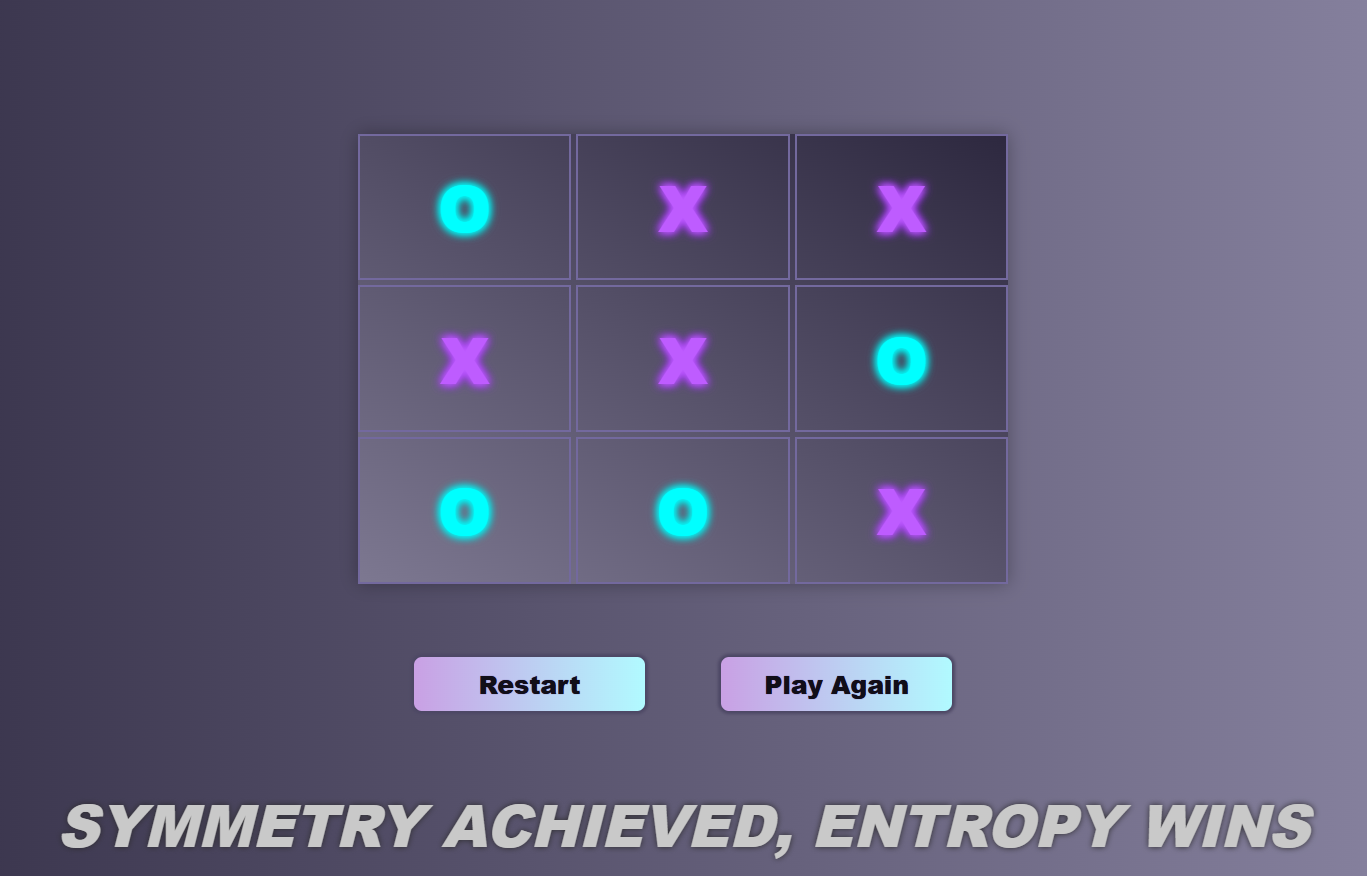 O X X
X X O
O O X
Restart Play Again
SYMMETRY ACHIEVED, ENTROPY WINS